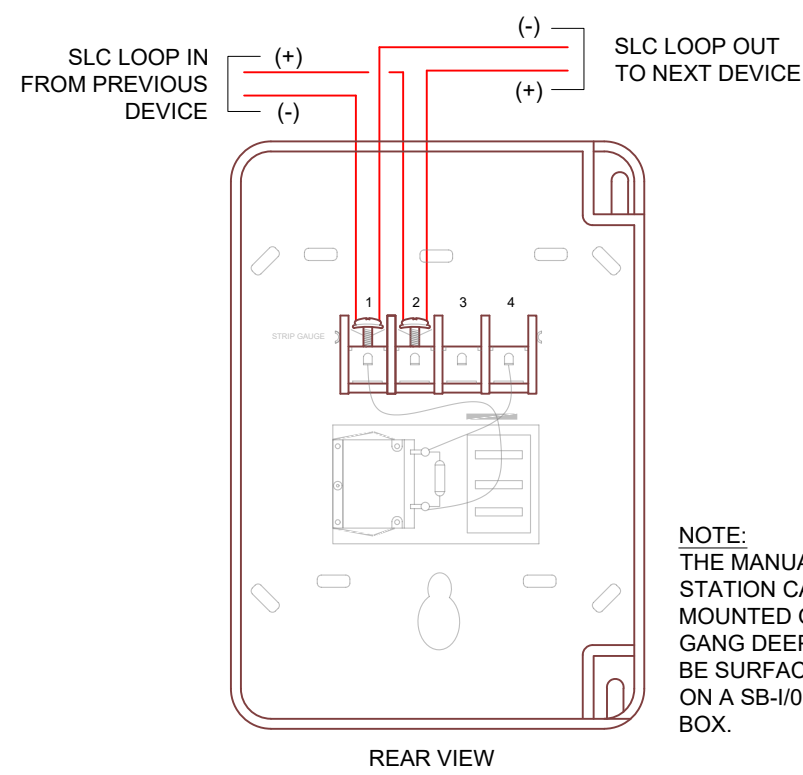 SLC LOOP IN
FROM PREVIOUS
DEVICE
(+)
(-)
(-)
(+)
SLC LOOP OUT
TO NEXT DEVICE
1 2 3 4
STRIP GAUGE
NOTE:
THE MANUA
STATION CA
MOUNTED
GANG DEEP
BE SURFAC
ON A SB-I/0
BOX.
REAR VIEW